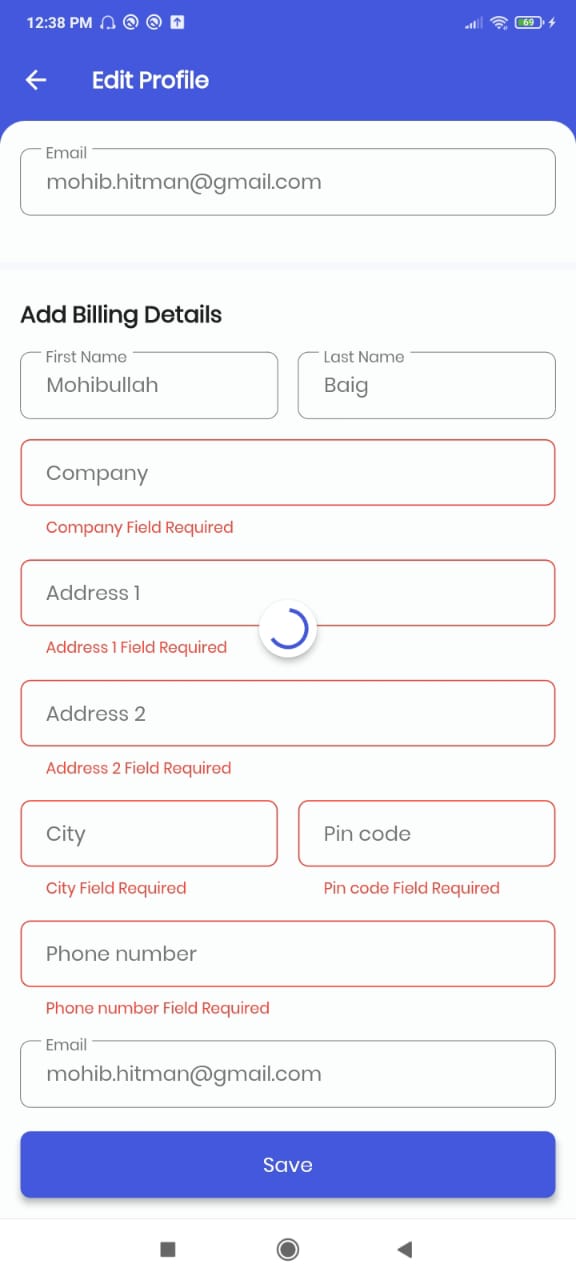 12:38 PM 69
Edit Profile
Email
mohib.hitman@gmail.com
Add Billing Details
First Name Last Name
Mohibullah Baig
Company
Company Field Required
Address 1
Address 1 Field Required
Address 2
Address 2 Field Required
City Pin code
City Field Required Pin code Field Required
Phone number
Phone number Field Required
Email
mohib.hitman@gmail.com
Save